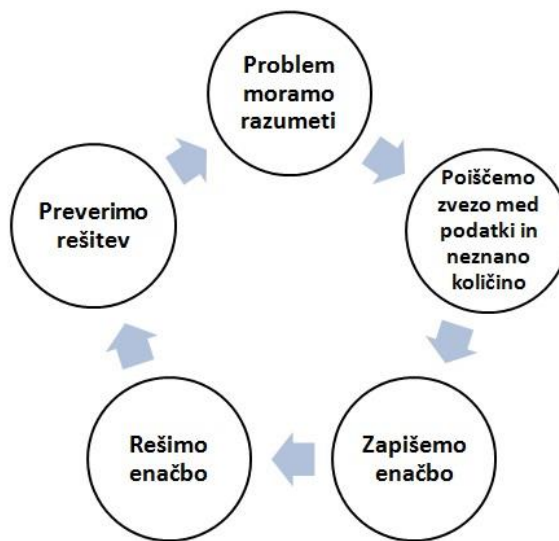 Problem
moramo
razumeti
Poiščemo
zvezo med
podatki in
neznano
količino
Zapišemo
enačbo
Rešimo
enačbo
Preverimo
rešitev